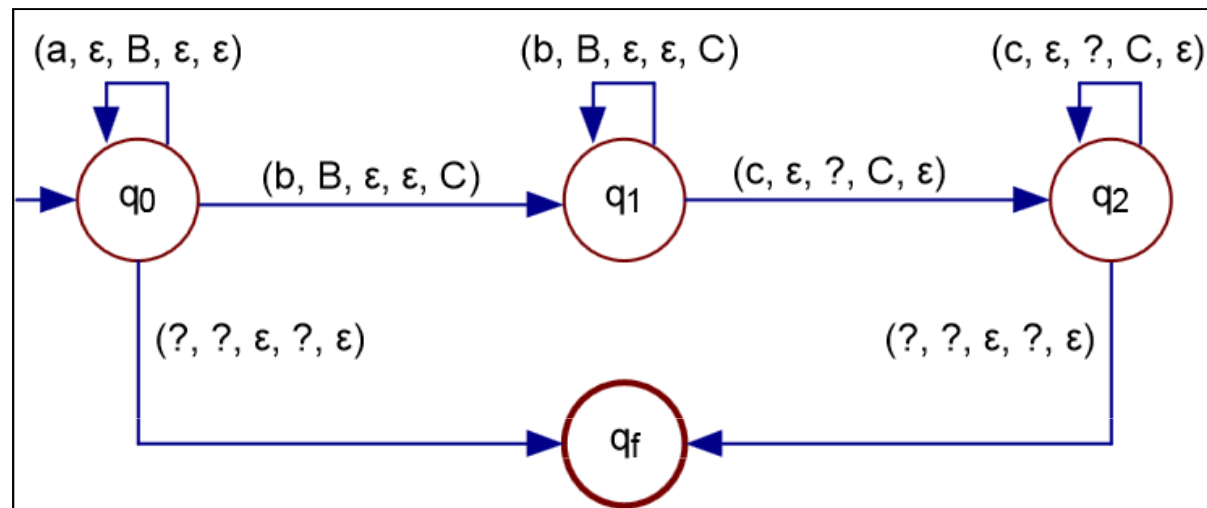 (a, ε, B, ε, ε)
(b, B, ε, ε, C)
(c, ε, ?, C, ε)
q0
(b, B, ε, ε, C)
q1
(c, ε, ?, C, ε)
q2
(?, ?, ε, ?, ε)
(?, ?, ε, ?, ε)
qf